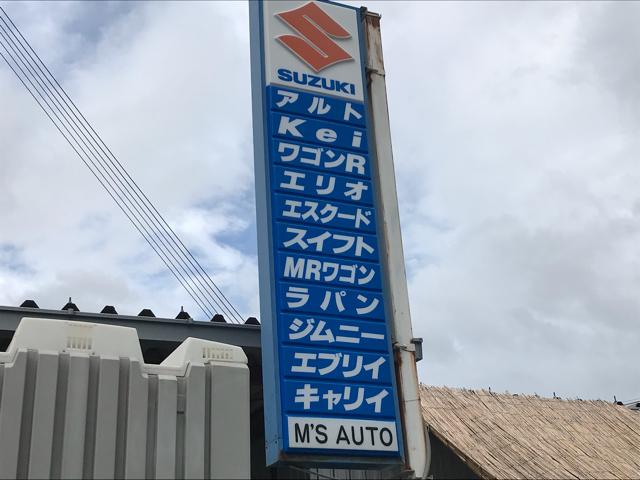 SUZUKI
アルト
Kei
ワゴンR
エリオ
エスクード
スイフト
MRワゴン
ラパン
ジムニー
エブリイ
キャリイ
M'S AUTO